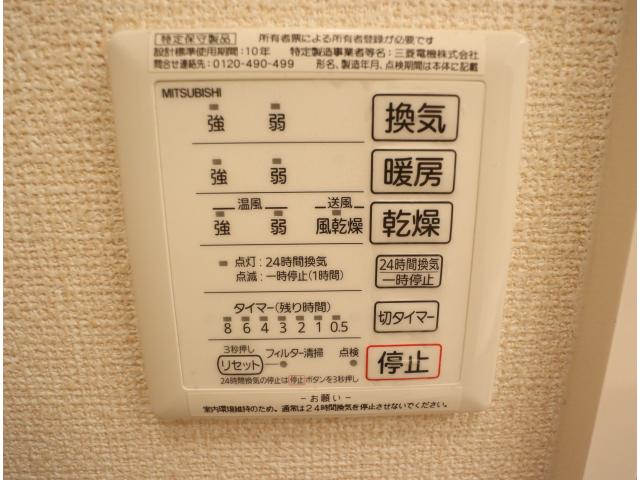 特定保守製品 所有者票による所有者登録が必要です
設計標準使用期間：10年 特定製造事業者等名：三菱電機株式会社
問合せ連絡先：0120-490-499 形名、製造年月、点検期間は本体に記載
MITSUBISHI
強 弱 換気
強 弱 暖房
温風 送風
強 弱 風乾燥 乾燥
点灯：24時間換気
点滅：一時停止(1時間)
24時間換気
一時停止
タイマー(残り時間)
8 6 4 3 2 1 0.5
切タイマー
3秒押し
リセット フィルター清掃 点検
停止
24時間換気の停止は停止ボタンを3秒押し
－お願い－
室内環境維持のため、通常は24時間換気を停止させないでください。